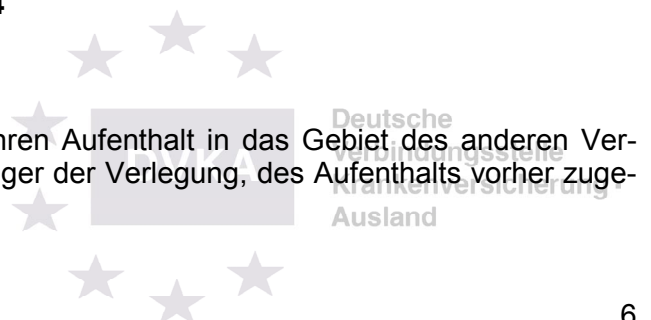 hren Aufenthalt in das Gebiet des anderen Ver-
ger der Verlegung, des Aufenthalts vorher zuge-
DVKA
Deutsche
Verbindungsstelle
Krankenversicherung -
Ausland
6